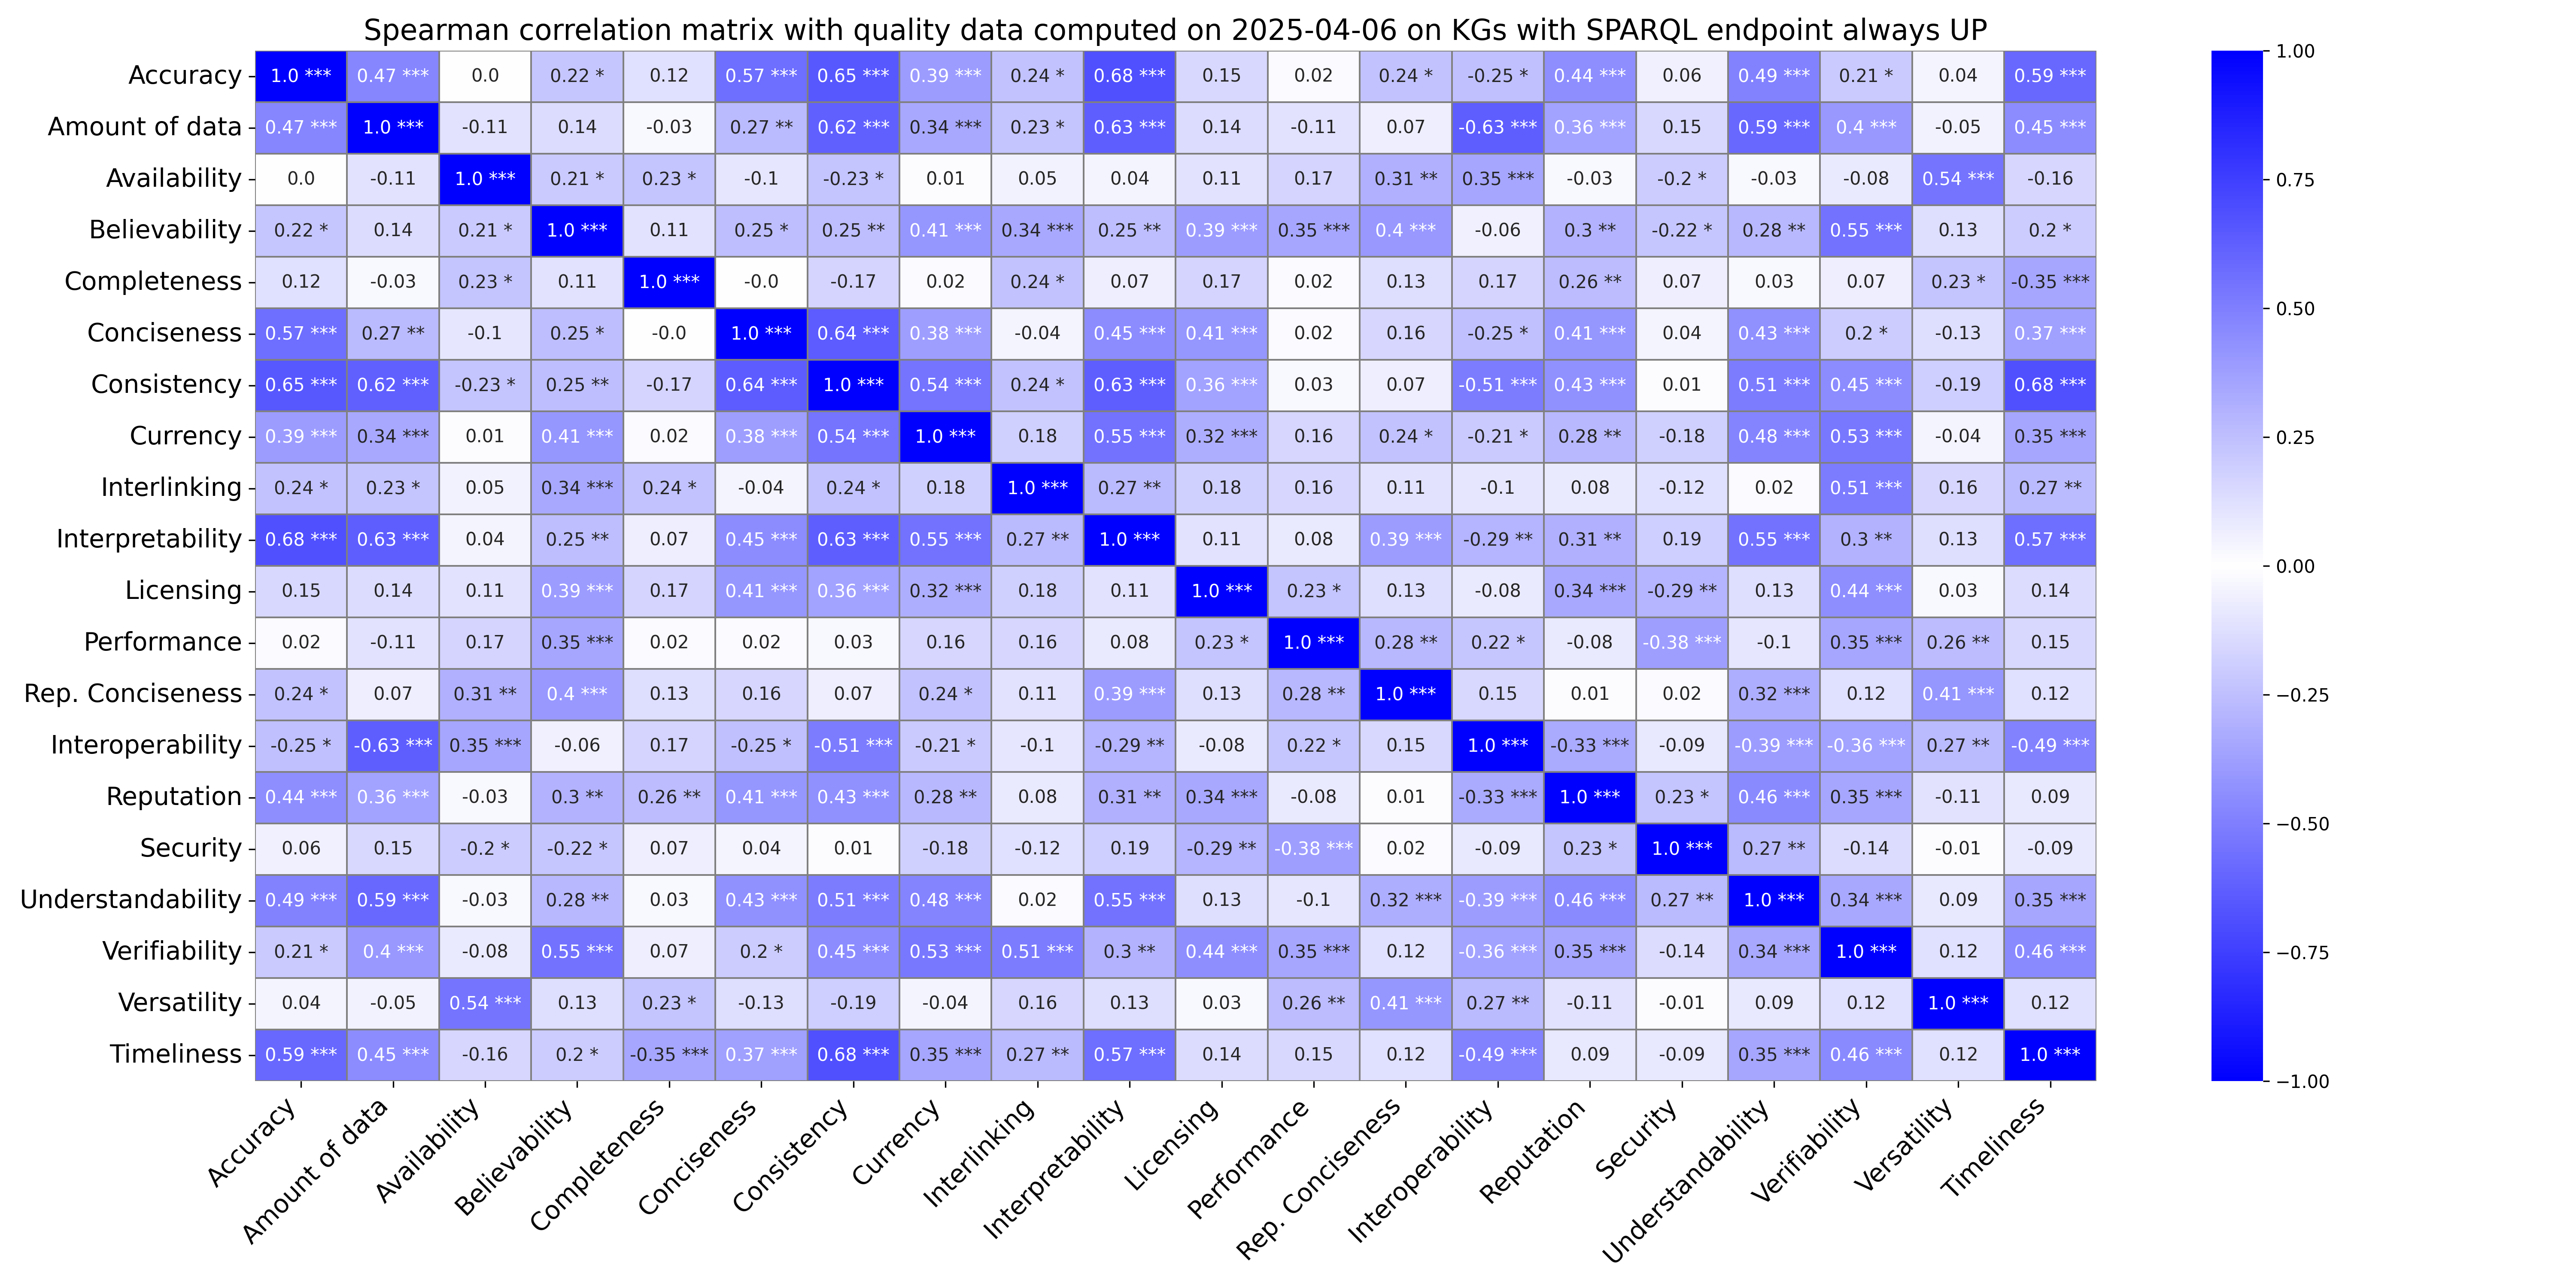 Spearman correlation matrix with quality data computed on 2025-04-06 on KGs with SPARQL endpoint always UP
Accuracy 1.0 *** 0.47 *** 0.0 0.22 * 0.12 0.57 *** 0.65 *** 0.39 *** 0.24 * 0.68 *** 0.15 0.02 0.24 * -0.25 * 0.44 *** 0.06 0.49 *** 0.21 * 0.04 0.59 ***
Amount of data 0.47 *** 1.0 *** -0.11 0.14 -0.03 0.27 ** 0.62 *** 0.34 *** 0.23 * 0.63 *** 0.14 -0.11 0.07 -0.63 *** 0.36 *** 0.15 0.59 *** 0.4 *** -0.05 0.45 ***
Availability 0.0 -0.11 1.0 *** 0.21 * 0.23 * -0.1 -0.23 * 0.01 0.05 0.04 0.11 0.17 0.31 ** 0.35 *** -0.03 -0.2 * -0.03 -0.08 0.54 *** -0.16
Believability 0.22 * 0.14 0.21 * 1.0 *** 0.11 0.25 * 0.25 ** 0.41 *** 0.34 *** 0.25 ** 0.39 *** 0.35 *** 0.4 *** -0.06 0.3 ** -0.22 * 0.28 ** 0.55 *** 0.13 0.2 *
Completeness 0.12 -0.03 0.23 * 0.11 1.0 *** -0.0 -0.17 0.02 0.24 * 0.07 0.17 0.02 0.13 0.17 0.26 ** 0.07 0.03 0.07 0.23 * -0.35 ***
Conciseness 0.57 *** 0.27 ** -0.1 0.25 * -0.0 1.0 *** 0.64 *** 0.38 *** -0.04 0.45 *** 0.41 *** 0.02 0.16 -0.25 * 0.41 *** 0.04 0.43 *** 0.2 * -0.13 0.37 ***
Consistency 0.65 *** 0.62 *** -0.23 * 0.25 ** -0.17 0.64 *** 1.0 *** 0.54 *** 0.24 * 0.63 *** 0.36 *** 0.03 0.07 -0.51 *** 0.43 *** 0.01 0.51 *** 0.45 *** -0.19 0.68 ***
Currency 0.39 *** 0.34 *** 0.01 0.41 *** 0.02 0.38 *** 0.54 *** 1.0 *** 0.18 0.55 *** 0.32 *** 0.16 0.24 * -0.21 * 0.28 ** -0.18 0.48 *** 0.53 *** -0.04 0.35 ***
Interlinking 0.24 * 0.23 * 0.05 0.34 *** 0.24 * -0.04 0.24 * 0.18 1.0 *** 0.27 ** 0.18 0.16 0.11 -0.1 0.08 -0.12 0.02 0.51 *** 0.16 0.27 **
Interpretability 0.68 *** 0.63 *** 0.04 0.25 ** 0.07 0.45 *** 0.63 *** 0.55 *** 0.27 ** 1.0 *** 0.11 0.08 0.39 *** -0.29 ** 0.31 ** 0.19 0.55 *** 0.3 ** 0.13 0.57 ***
Licensing 0.15 0.14 0.11 0.39 *** 0.17 0.41 *** 0.36 *** 0.32 *** 0.18 0.11 1.0 *** 0.23 * 0.13 -0.08 0.34 *** -0.29 ** 0.13 0.44 *** 0.03 0.14
Performance 0.02 -0.11 0.17 0.35 *** 0.02 0.02 0.03 0.16 0.16 0.08 0.23 * 1.0 *** 0.28 ** 0.22 * -0.08 -0.38 *** -0.1 0.35 *** 0.26 ** 0.15
Rep. Conciseness 0.24 * 0.07 0.31 ** 0.4 *** 0.13 0.16 0.07 0.24 * 0.11 0.39 *** 0.13 0.28 ** 1.0 *** 0.15 0.01 0.02 0.32 *** 0.12 0.41 *** 0.12
Interoperability -0.25 * -0.63 *** 0.35 *** -0.06 0.17 -0.25 * -0.51 *** -0.21 * -0.1 -0.29 ** -0.08 0.22 * 0.15 1.0 *** -0.33 *** -0.09 -0.39 *** -0.36 *** 0.27 ** -0.49 ***
Reputation 0.44 *** 0.36 *** -0.03 0.3 ** 0.26 ** 0.41 *** 0.43 *** 0.28 ** 0.08 0.31 ** 0.34 *** -0.08 0.01 -0.33 *** 1.0 *** 0.23 * 0.46 *** 0.35 *** -0.11 0.09
Security 0.06 0.15 -0.2 * -0.22 * 0.07 0.04 0.01 -0.18 -0.12 0.19 -0.29 ** -0.38 *** 0.02 -0.09 0.23 * 1.0 *** 0.27 ** -0.14 -0.01 -0.09
Understandability 0.49 *** 0.59 *** -0.03 0.28 ** 0.03 0.43 *** 0.51 *** 0.48 *** 0.02 0.55 *** 0.13 -0.1 0.32 *** -0.39 *** 0.46 *** 0.27 ** 1.0 *** 0.34 *** 0.09 0.35 ***
Verifiability 0.21 * 0.4 *** -0.08 0.55 *** 0.07 0.2 * 0.45 *** 0.53 *** 0.51 *** 0.3 ** 0.44 *** 0.35 *** 0.12 -0.36 *** 0.35 *** -0.14 0.34 *** 1.0 *** 0.12 0.46 ***
Versatility 0.04 -0.05 0.54 *** 0.13 0.23 * -0.13 -0.19 -0.04 0.16 0.13 0.03 0.26 ** 0.41 *** 0.27 ** -0.11 -0.01 0.09 0.12 1.0 *** 0.12
Timeliness 0.59 *** 0.45 *** -0.16 0.2 * -0.35 *** 0.37 *** 0.68 *** 0.35 *** 0.27 ** 0.57 *** 0.14 0.15 0.12 -0.49 *** 0.09 -0.09 0.35 *** 0.46 *** 0.12 1.0 ***
Accuracy
Amount of data
Availability
Believability
Completeness
Conciseness
Consistency
Currency
Interlinking
Interpretability
Licensing
Performance
Rep. Conciseness
Interoperability
Reputation
Security
Understandability
Verifiability
Versatility
Timeliness
1.00
0.75
0.50
0.25
0.00
−0.25
−0.50
−0.75
−1.00